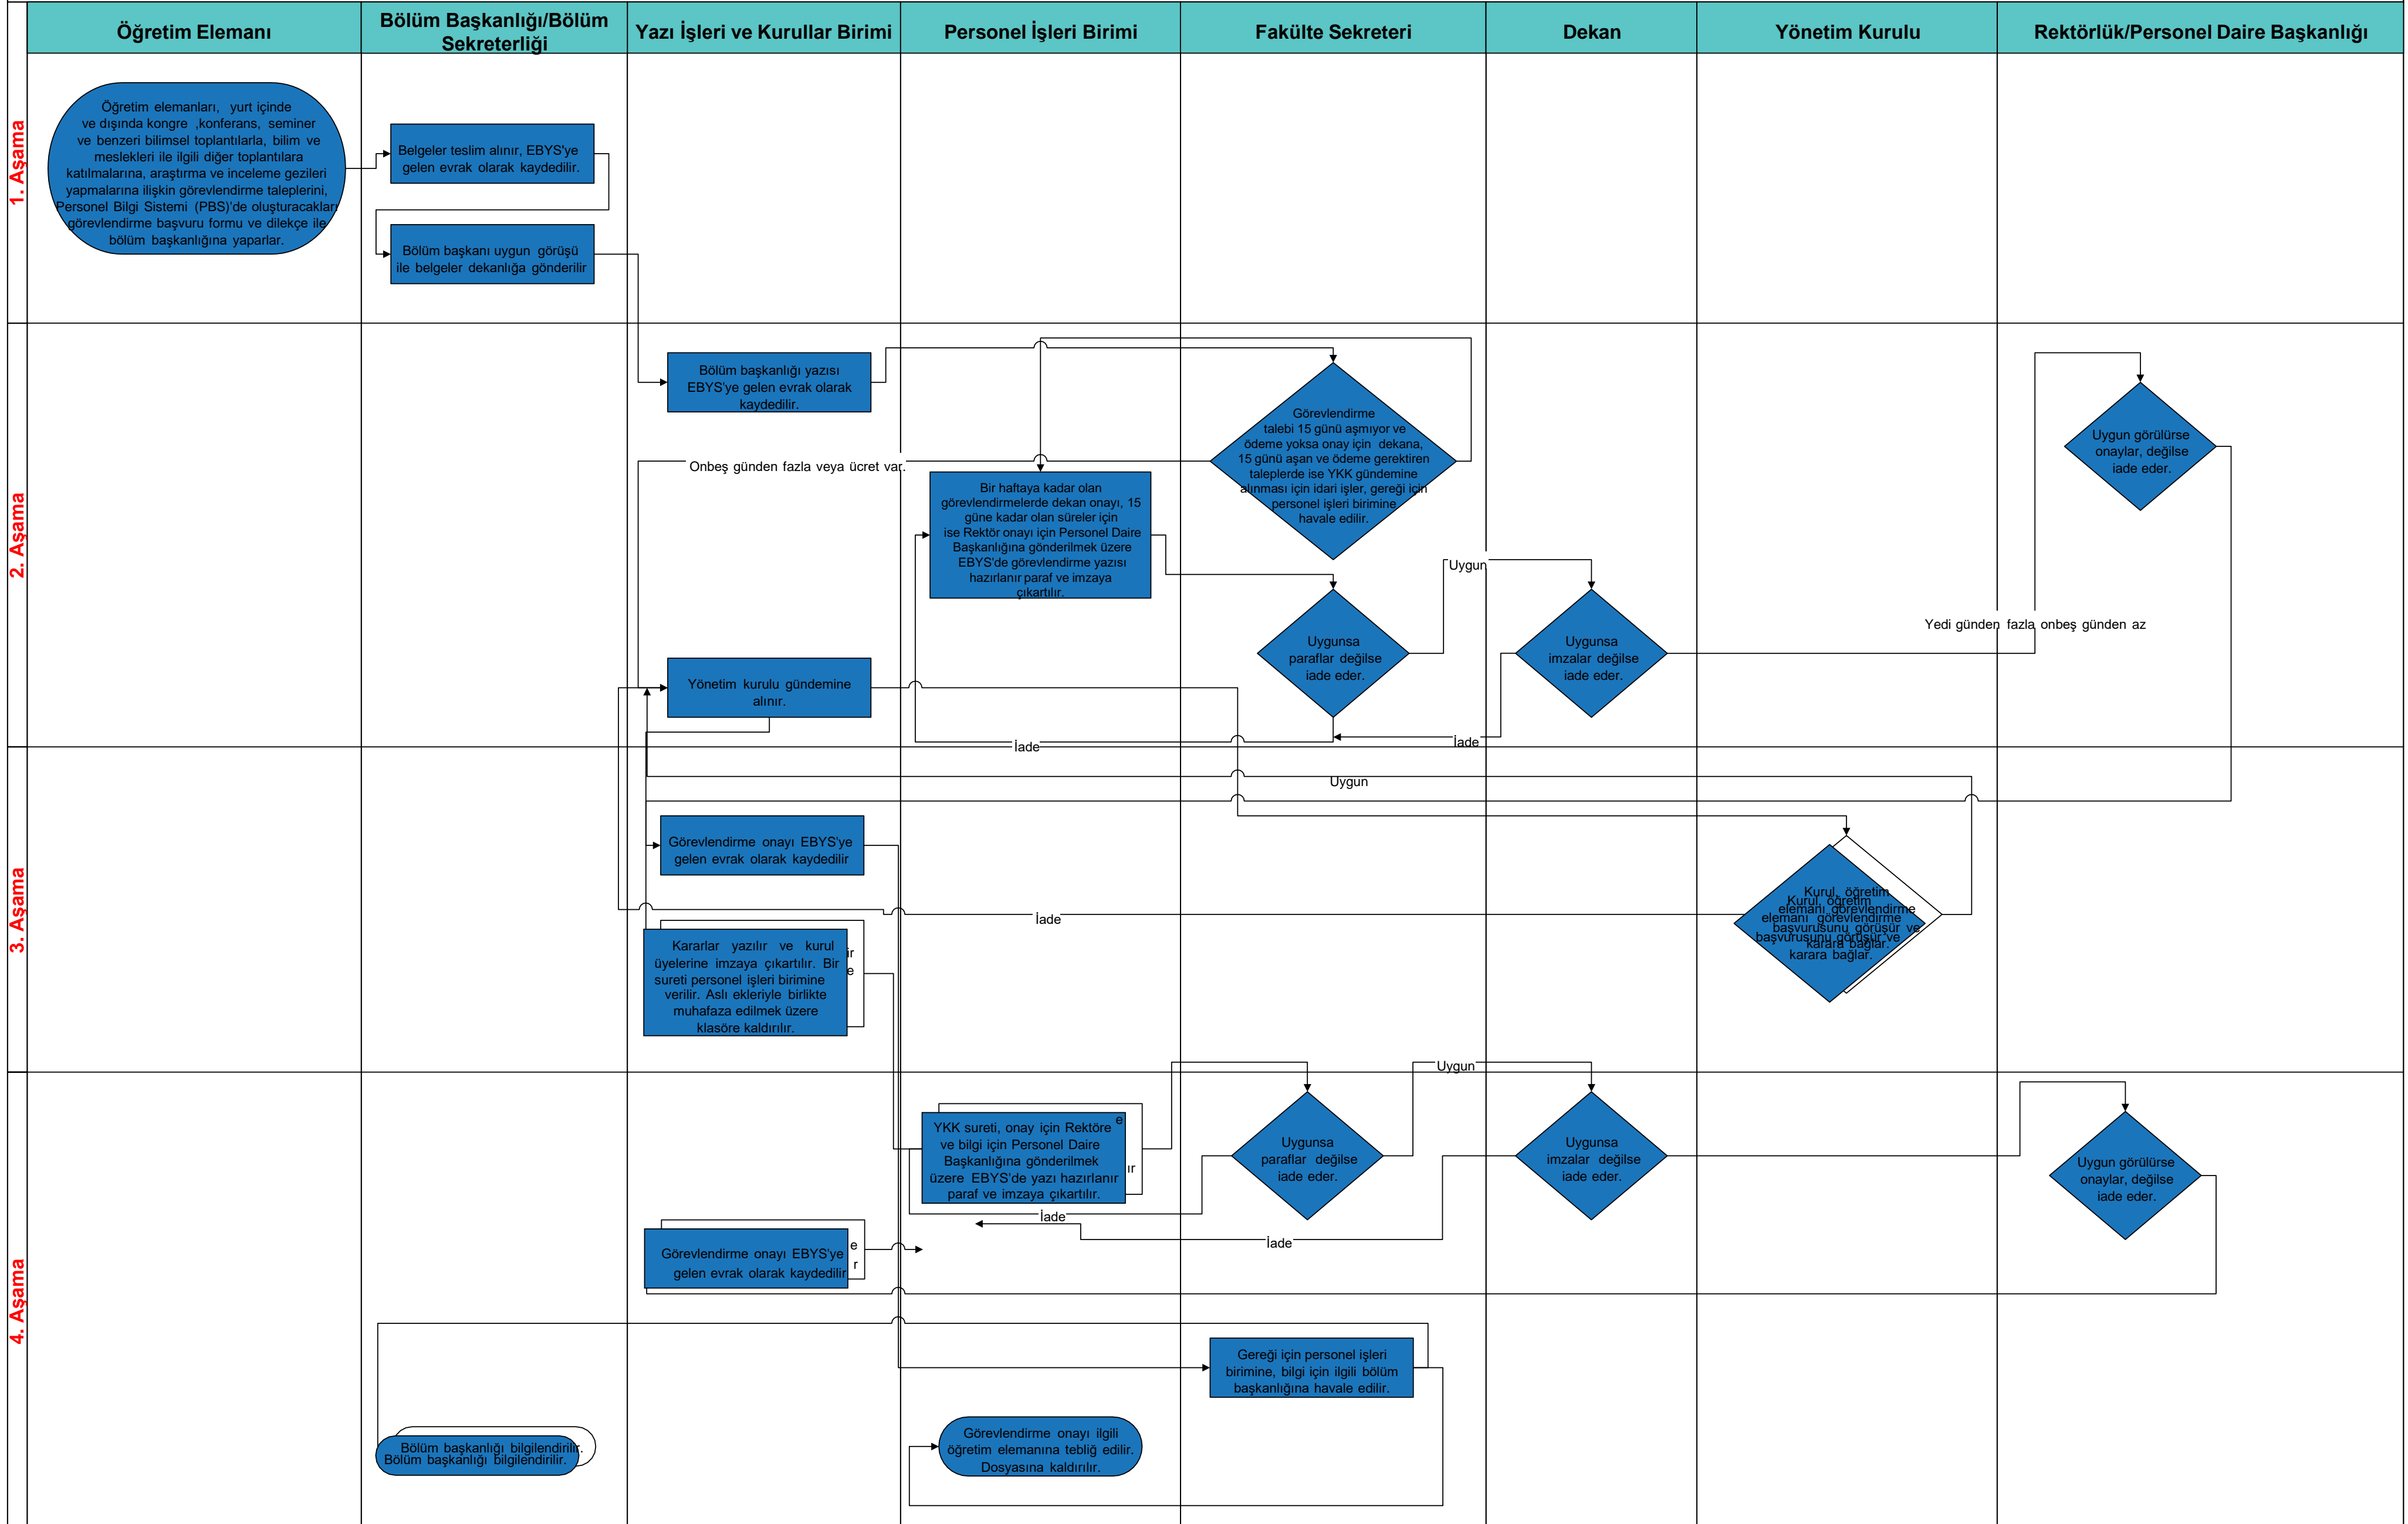 Öğretim Elemanı
Bölüm Başkanlığı/Bölüm
Sekreterliği
Yazı İşleri ve Kurullar Birimi
Personel İşleri Birimi
Fakülte Sekreteri
Dekan
Yönetim Kurulu
Rektörlük/Personel Daire Başkanlığı
1. Aşama
Öğretim elemanları, yurt içinde
ve dışında kongre ,konferans, seminer
ve benzeri bilimsel toplantılarla, bilim ve
meslekleri ile ilgili diğer toplantılara
katılmalarına, araştırma ve inceleme gezileri
yapmalarına ilişkin görevlendirme taleplerini,
Personel Bilgi Sistemi (PBS)'de oluşturacakları
görevlendirme başvuru formu ve dilekçe ile
bölüm başkanlığına yaparlar.
Belgeler teslim alınır, EBYS'ye
gelen evrak olarak kaydedilir.
Bölüm başkanı uygun görüşü
ile belgeler dekanlığa gönderilir
2. Aşama
Bölüm başkanlığı yazısı
EBYS'ye gelen evrak olarak
kaydedilir.
Görevlendirme
talebi 15 günü aşmıyor ve
ödeme yoksa onay için dekana,
15 günü aşan ve ödeme gerektiren
taleplerde ise YKK gündemine
alınması için idari işler, gereği için
personel işleri birimine
havale edilir.
Uygun görülürse
onaylar, değilse
iade eder.
Onbeş günden fazla veya ücret var.
Bir haftaya kadar olan
görevlendirmelerde dekan onayı, 15
güne kadar olan süreler için
ise Rektör onayı için Personel Daire
Başkanlığına gönderilmek üzere
EBYS'de görevlendirme yazısı
hazırlanır paraf ve imzaya
çıkartılır.
Uygun
Uygunsa
paraflar değilse
iade eder.
Uygunsa
imzalar değilse
iade eder.
Yedi günden fazla onbeş günden az
Yönetim kurulu gündemine
alınır.
İade
İade
3. Aşama
Uygun
Görevlendirme onayı EBYS'ye
gelen evrak olarak kaydedilir
Kurul, öğretim
elemanı görevlendirme
başvurusunu görüşür ve
karara bağlar.
Kurul, öğretim
elemanı görevlendirme
başvurusunu görüşür ve
karara bağlar.
İade
Kararlar yazılır ve kurul
üyelerine imzaya çıkartılır. Bir
sureti personel işleri birimine
verilir. Aslı ekleriyle birlikte
muhafaza edilmek üzere
klasöre kaldırılır.
ir
e
4. Aşama
Uygun
YKK sureti, onay için Rektöre
ve bilgi için Personel Daire
Başkanlığına gönderilmek
üzere EBYS'de yazı hazırlanır
paraf ve imzaya çıkartılır.
e
ır
Uygunsa
paraflar değilse
iade eder.
Uygunsa
imzalar değilse
iade eder.
Uygun görülürse
onaylar, değilse
iade eder.
İade
İade
Görevlendirme onayı EBYS'ye
gelen evrak olarak kaydedilir
e
r
Gereği için personel işleri
birimine, bilgi için ilgili bölüm
başkanlığına havale edilir.
Bölüm başkanlığı bilgilendirilir.
Bölüm başkanlığı bilgilendirilir.
Görevlendirme onayı ilgili
öğretim elemanına tebliğ edilir.
Dosyasına kaldırılır.